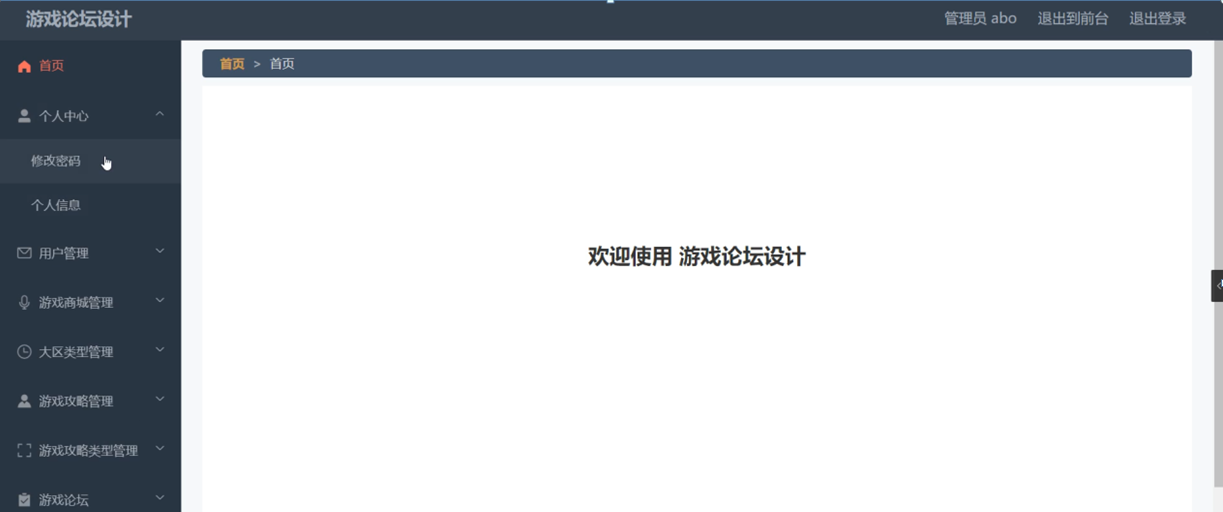 游戏论坛设计
管理员 abo 退出到前台 退出登录
首页
个人中心
修改密码
个人信息
用户管理
游戏商城管理
大区类型管理
游戏攻略管理
游戏攻略类型管理
游戏论坛
首页 > 首页
欢迎使用 游戏论坛设计